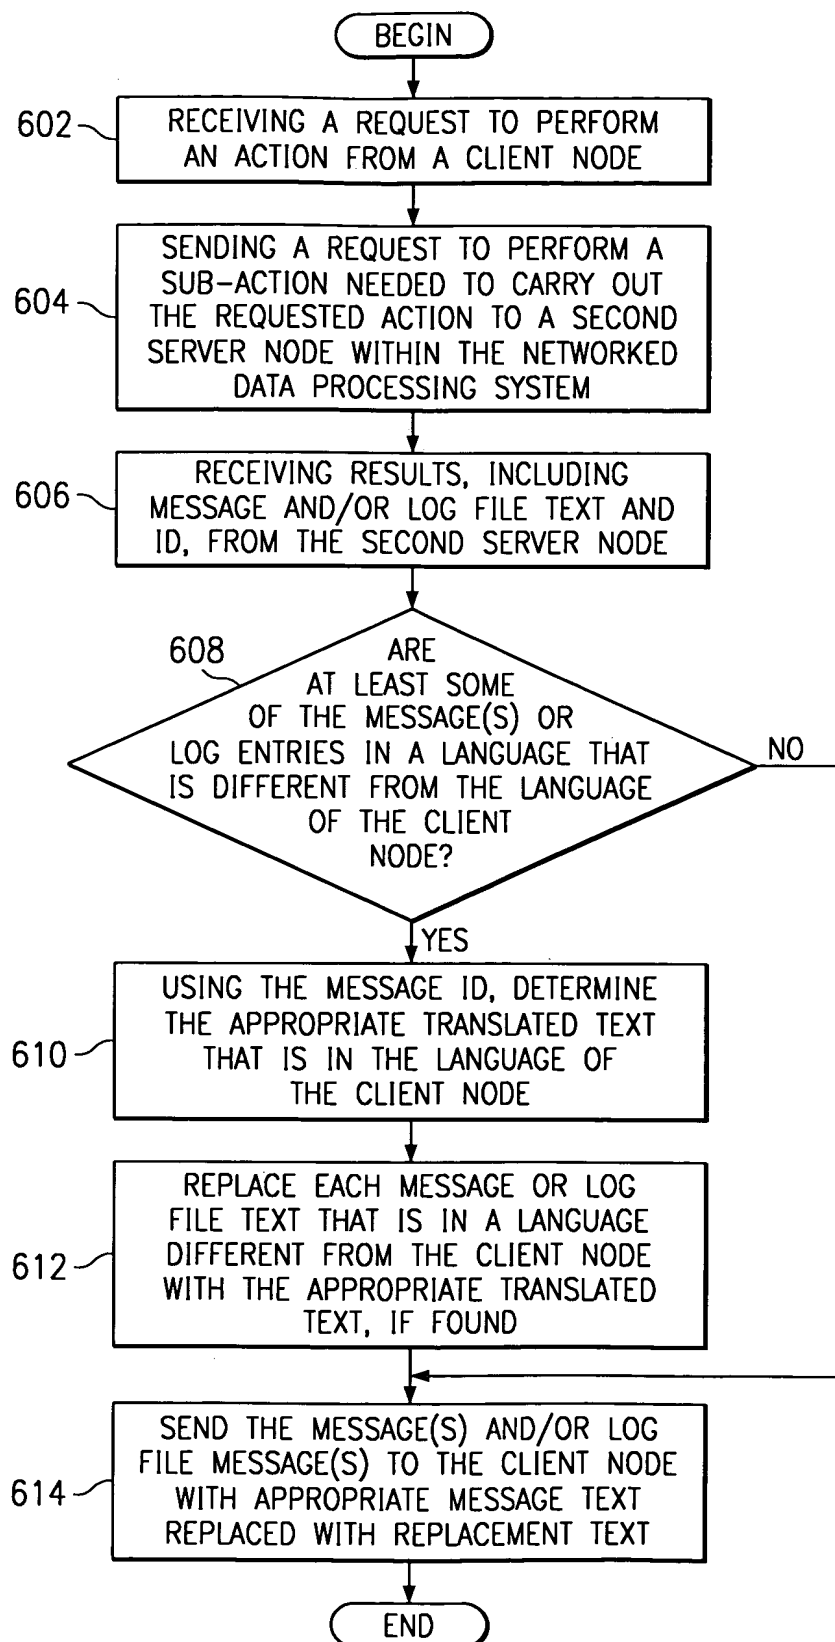 BEGIN
602
RECEIVING A REQUEST TO PERFORM
AN ACTION FROM A CLIENT NODE
604
SENDING A REQUEST TO PERFORM A
SUB-ACTION NEEDED TO CARRY OUT
THE REQUESTED ACTION TO A SECOND
SERVER NODE WITHIN THE NETWORKED
DATA PROCESSING SYSTEM
606
RECEIVING RESULTS, INCLUDING
MESSAGE AND/OR LOG FILE TEXT AND
ID, FROM THE SECOND SERVER NODE
608
ARE
AT LEAST SOME
OF THE MESSAGE(S) OR
LOG ENTRIES IN A LANGUAGE THAT
IS DIFFERENT FROM THE LANGUAGE
OF THE CLIENT
NODE?
NO
YES
610
USING THE MESSAGE ID, DETERMINE
THE APPROPRIATE TRANSLATED TEXT
THAT IS IN THE LANGUAGE OF
THE CLIENT NODE
612
REPLACE EACH MESSAGE OR LOG
FILE TEXT THAT IS IN A LANGUAGE
DIFFERENT FROM THE CLIENT NODE
WITH THE APPROPRIATE TRANSLATED
TEXT, IF FOUND
614
SEND THE MESSAGE(S) AND/OR LOG
FILE MESSAGE(S) TO THE CLIENT NODE
WITH APPROPRIATE MESSAGE TEXT
REPLACED WITH REPLACEMENT TEXT
END